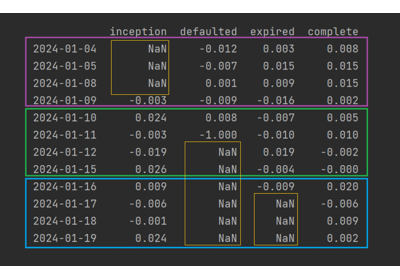 inception defaulted expired complete
2024-01-04 NaN -0.012 0.003 0.008
2024-01-05 NaN -0.007 0.015 0.015
2024-01-08 NaN 0.001 0.009 0.015
2024-01-09 -0.003 -0.009 -0.016 0.002
2024-01-10 0.024 0.008 -0.007 0.005
2024-01-11 -0.003 -1.000 -0.010 0.010
2024-01-12 -0.019 NaN 0.019 -0.002
2024-01-15 0.026 NaN -0.004 -0.000
2024-01-16 0.009 NaN -0.009 0.020
2024-01-17 -0.006 NaN NaN -0.006
2024-01-18 -0.001 NaN NaN 0.009
2024-01-19 0.024 NaN NaN 0.002